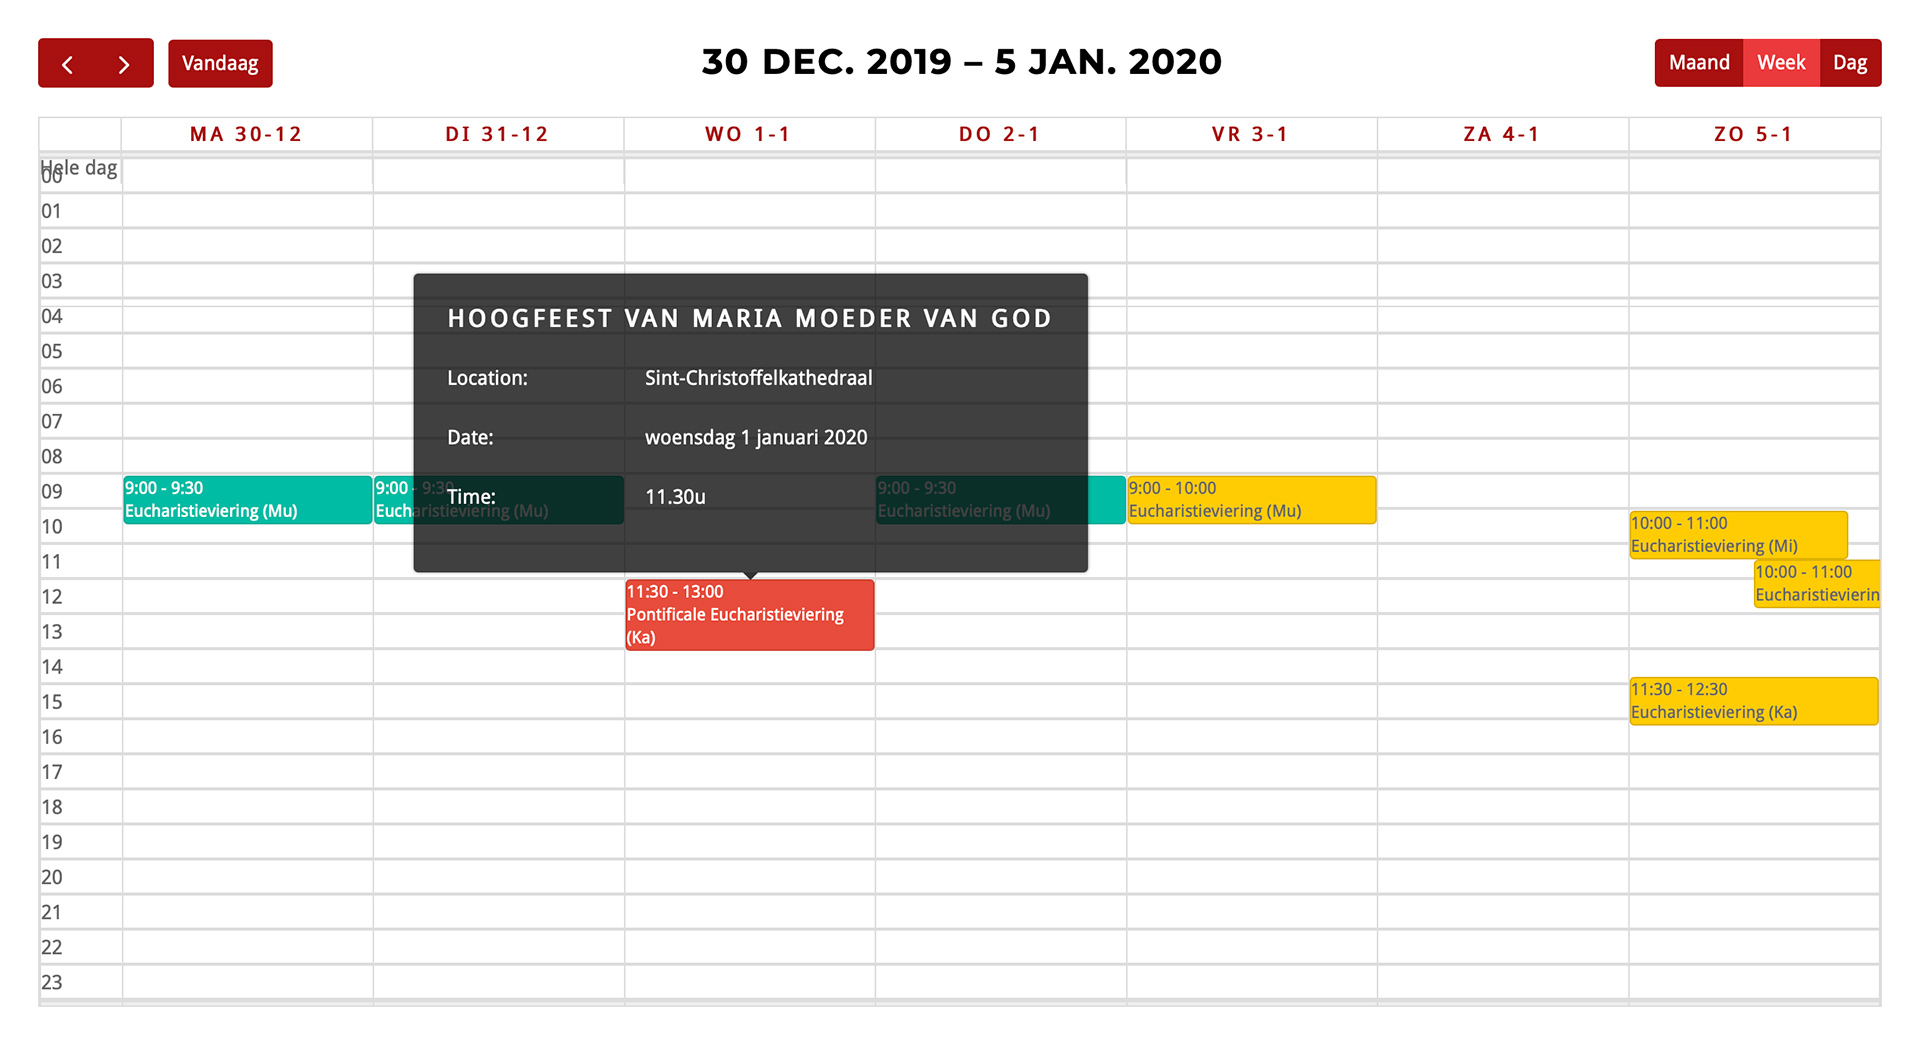 Vandaag
30 DEC. 2019 – 5 JAN. 2020
Maand Week Dag
MA 30-12 DI 31-12 WO 1-1 DO 2-1 VR 3-1 ZA 4-1 ZO 5-1
Hele dag
00
01
02
03
04
05
06
07
08
09
10
11
12
13
14
15
16
17
18
19
20
21
22
23
9:00 - 9:30
Eucharistieviering (Mu)
9:00 - 9:30
Eucharistieviering (Mu)
HOOGFEEST VAN MARIA MOEDER VAN GOD
Location: Sint-Christoffelkathedraal
Date: woensdag 1 januari 2020
Time: 11.30u
11:30 - 13:00
Pontificale Eucharistieviering
(Ka)
9:00 - 9:30
Eucharistieviering (Mu)
9:00 - 10:00
Eucharistieviering (Mu)
10:00 - 11:00
Eucharistieviering (Mi)
10:00 - 11:00
Eucharistievierin
11:30 - 12:30
Eucharistieviering (Ka)